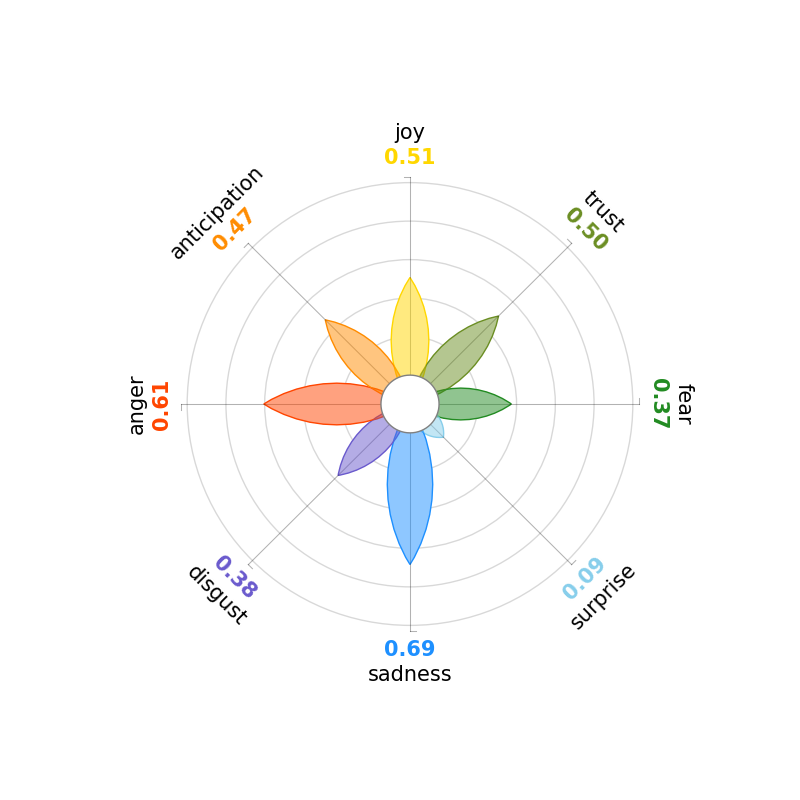 joy
0.51
anticipation
0.47
trust
0.50
anger
0.61
fear
0.37
disgust
0.38
surprise
0.09
0.69
sadness